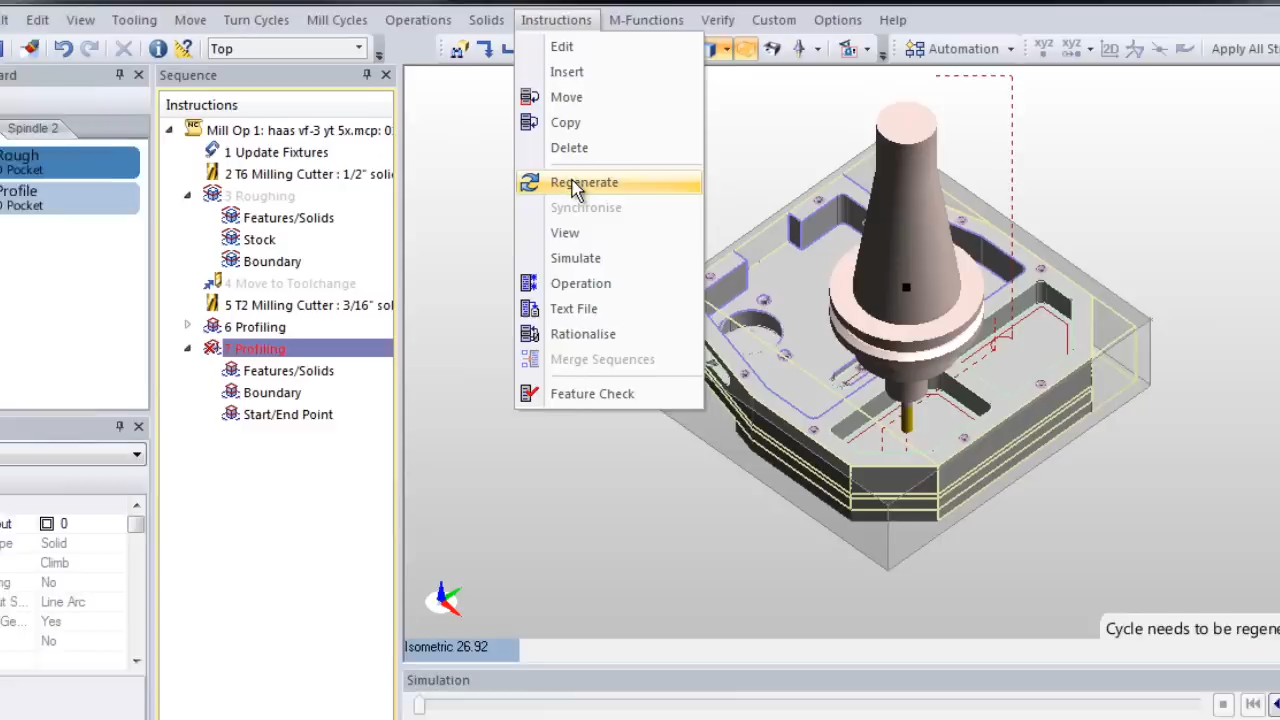 Edit View Tooling Move Turn Cycles Mill Cycles Operations Solids Instructions M-Functions Verify Custom Options Help
Top
Automation
xyz
xyz
2D
Apply All St
Sequence
Instructions
Mill Op 1: haas vf-3 yt 5x.mcp: 0
1 Update Fixtures
2 T6 Milling Cutter : 1/2" soli
3 Roughing
Features/Solids
Stock
Boundary
4 Move to Toolchange
5 T2 Milling Cutter : 3/16" sol
6 Profiling
7 Profiling
Features/Solids
Boundary
Start/End Point
Spindle 2
Rough
Pocket
Profile
Pocket
0
Solid
Climb
No
Line Arc
Yes
No
Edit
Insert
Move
Copy
Delete
Regenerate
Synchronise
View
Simulate
Operation
Text File
Rationalise
Merge Sequences
Feature Check
Isometric 26.92
Cycle needs to be regene
Simulation